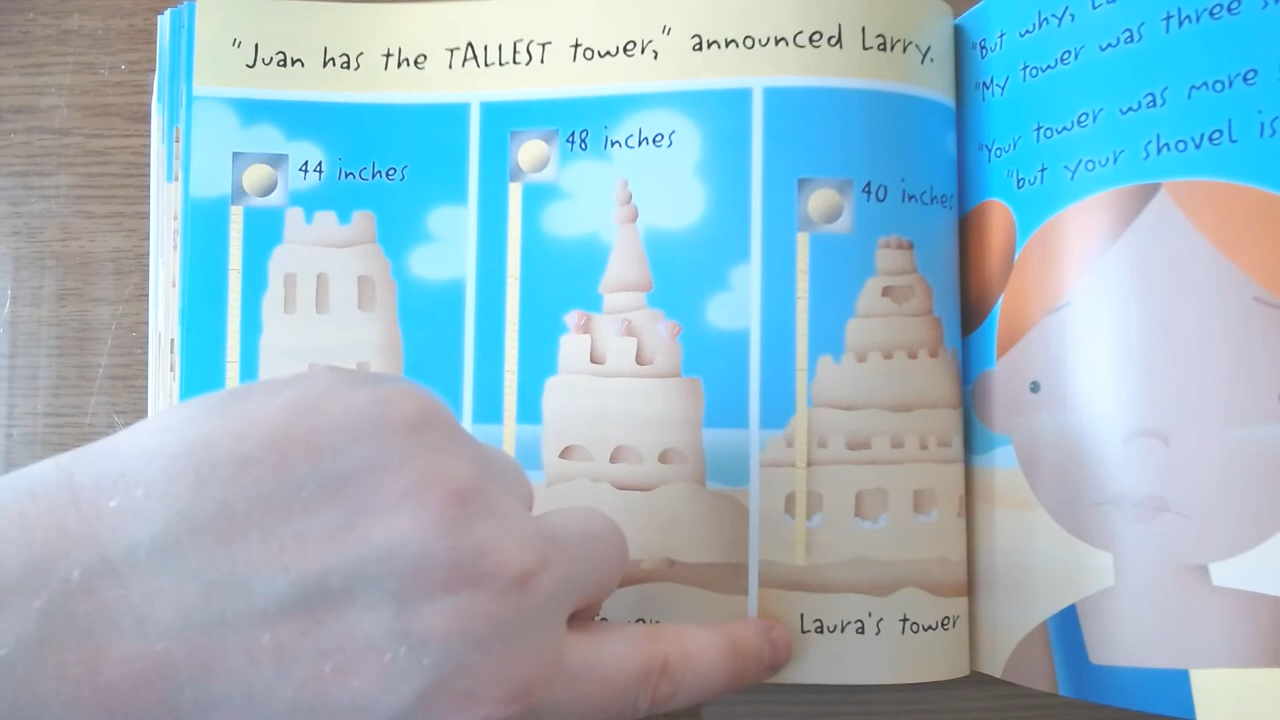 "Juan has the TALLEST tower," announced Larry.
44 inches
48 inches
40 inches
Laura's tower
"But why,
"My tower was three
"Your tower was more
"but your shovel is